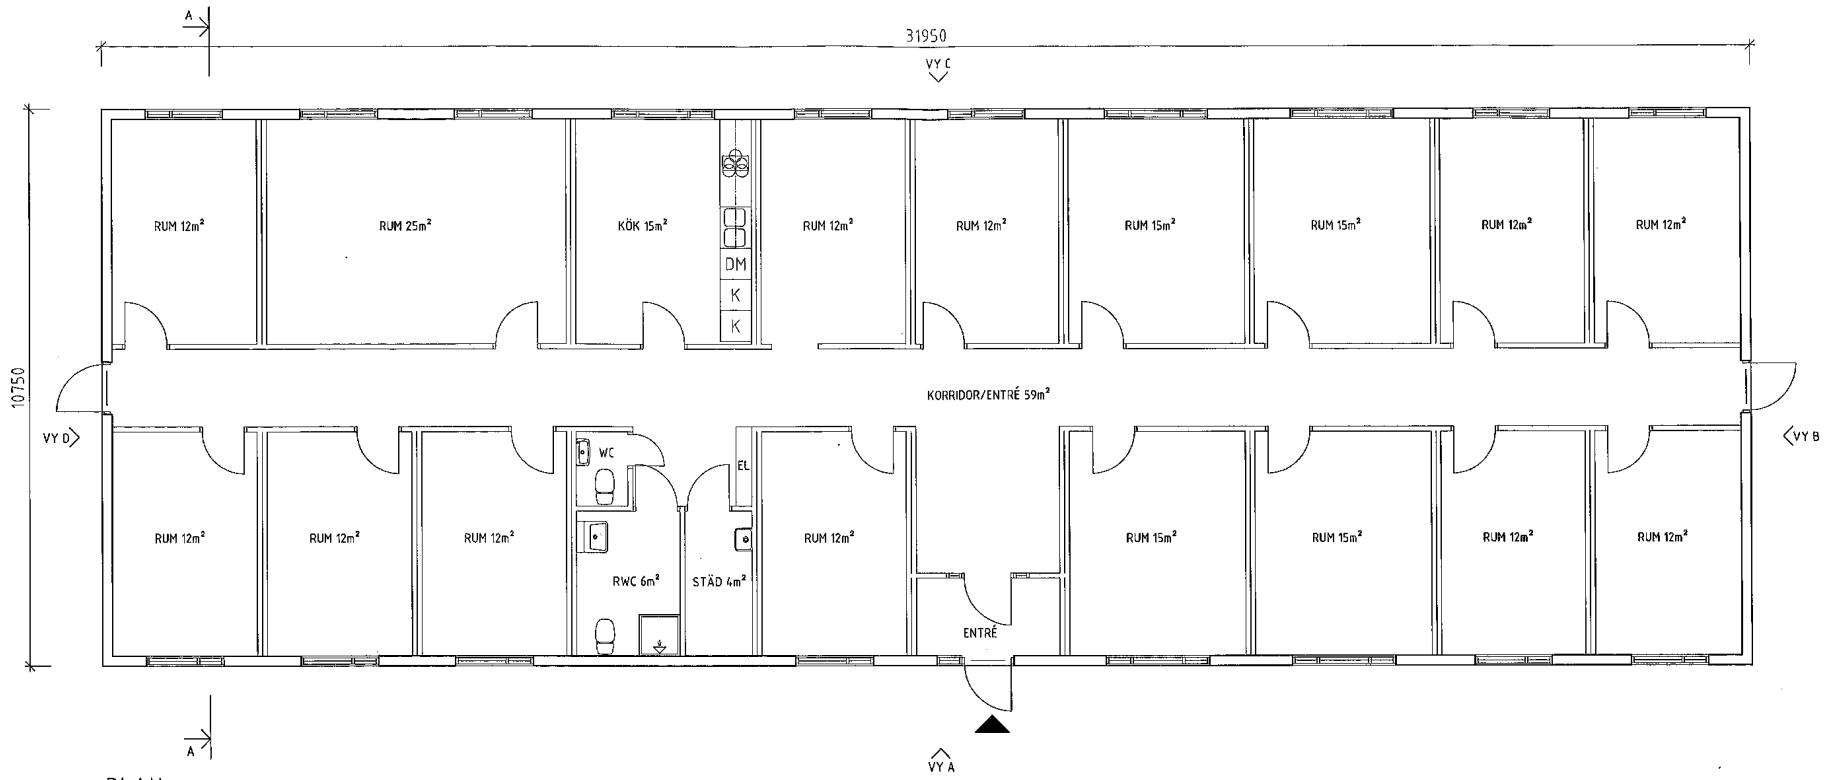 A
31950
VY C
RUM 12m²
RUM 25m²
KÖK 15m²
RUM 12m²
RUM 12m²
RUM 15m²
RUM 15m²
RUM 12m²
RUM 12m²
DM
K
K
10750
KORRIDOR/ENTRÉ 59m²
VY D
VY B
WC
EL
RUM 12m²
RUM 12m²
RUM 12m²
RUM 12m²
RUM 15m²
RUM 15m²
RUM 12m²
RUM 12m²
RWC 6m²
STÄD 4m²
ENTRÉ
A
VY A